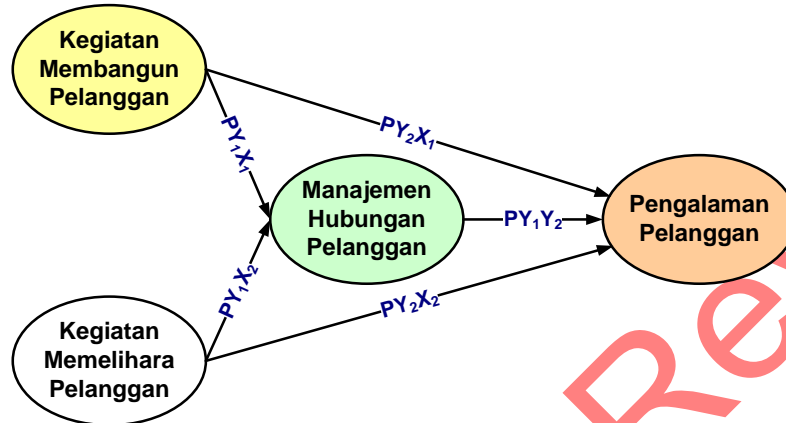 Kegiatan
Membangun
Pelanggan
PY₂X₁
PY₁X₁
Manajemen
Hubungan
Pelanggan
PY₁Y₂
Pengalaman
Pelanggan
PY₁X₂
PY₂X₂
Kegiatan
Memelihara
Pelanggan